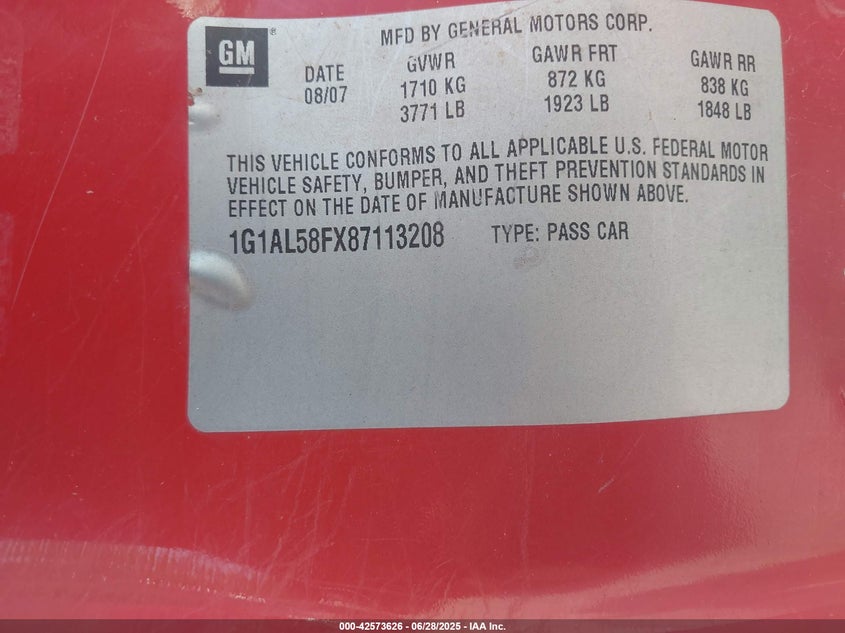 GM
MFD BY GENERAL MOTORS CORP.
DATE GVWR GAWR FRT GAWR RR
08/07 1710 KG 872 KG 838 KG
3771 LB 1923 LB 1848 LB
THIS VEHICLE CONFORMS TO ALL APPLICABLE U.S. FEDERAL MOTOR
VEHICLE SAFETY, BUMPER, AND THEFT PREVENTION STANDARDS IN
EFFECT ON THE DATE OF MANUFACTURE SHOWN ABOVE.
1G1AL58FX87113208 TYPE: PASS CAR
000-42573626 - 06/28/2025 - IAA Inc.